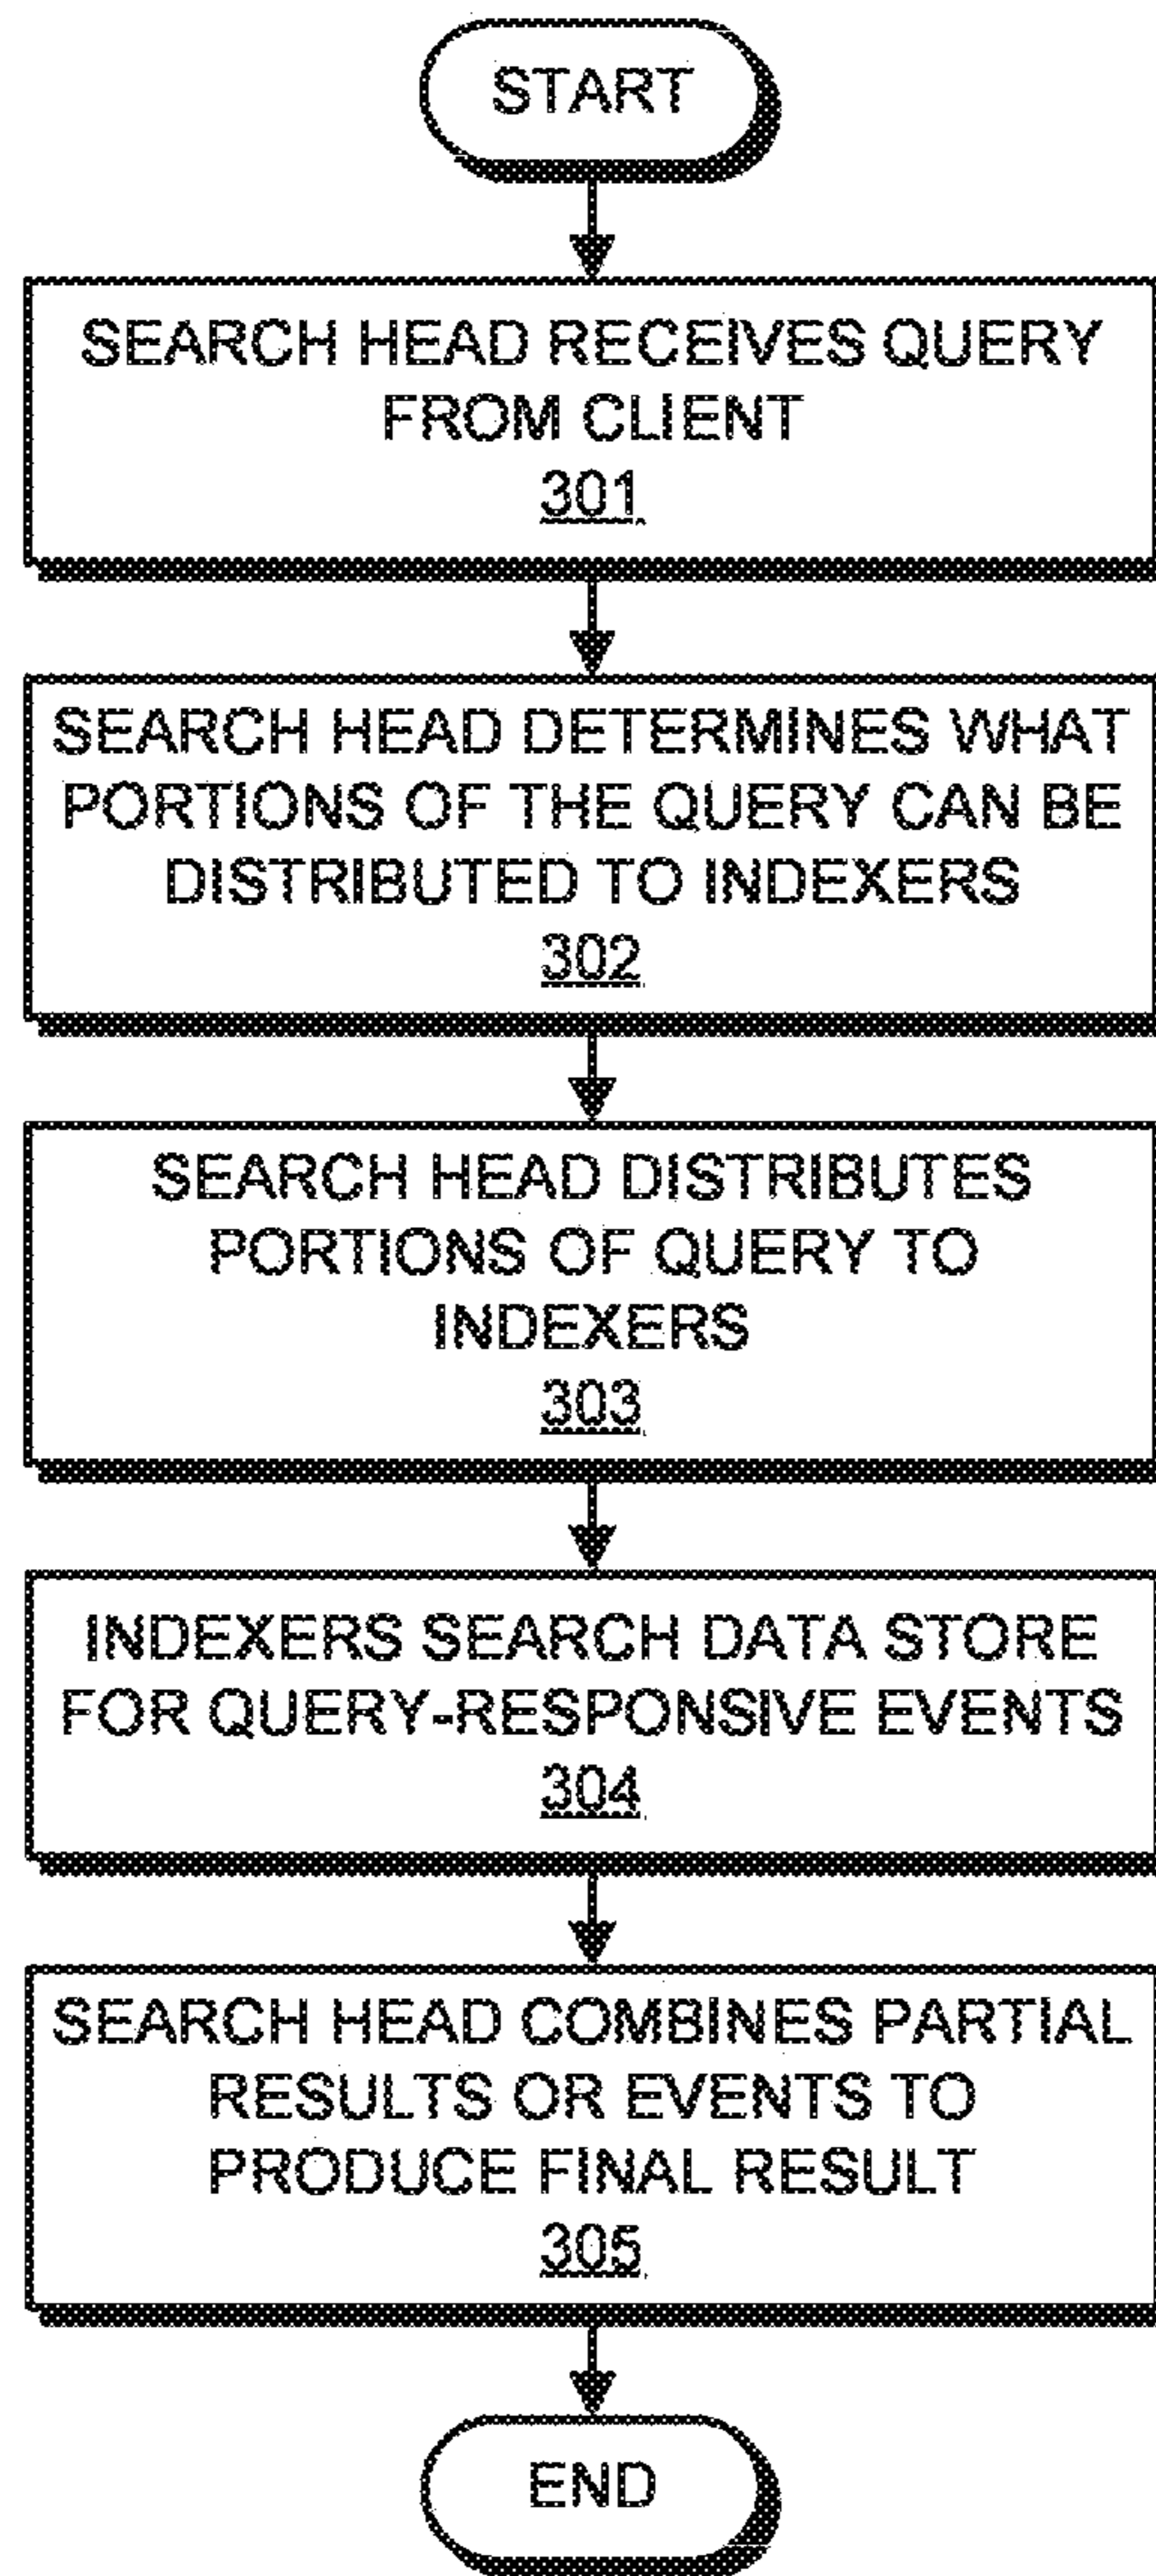 START
SEARCH HEAD RECEIVES QUERY
FROM CLIENT
301
SEARCH HEAD DETERMINES WHAT
PORTIONS OF THE QUERY CAN BE
DISTRIBUTED TO INDEXERS
302
SEARCH HEAD DISTRIBUTES
PORTIONS OF QUERY TO
INDEXERS
303
INDEXERS SEARCH DATA STORE
FOR QUERY-RESPONSIVE EVENTS
304
SEARCH HEAD COMBINES PARTIAL
RESULTS OR EVENTS TO
PRODUCE FINAL RESULT
305
END